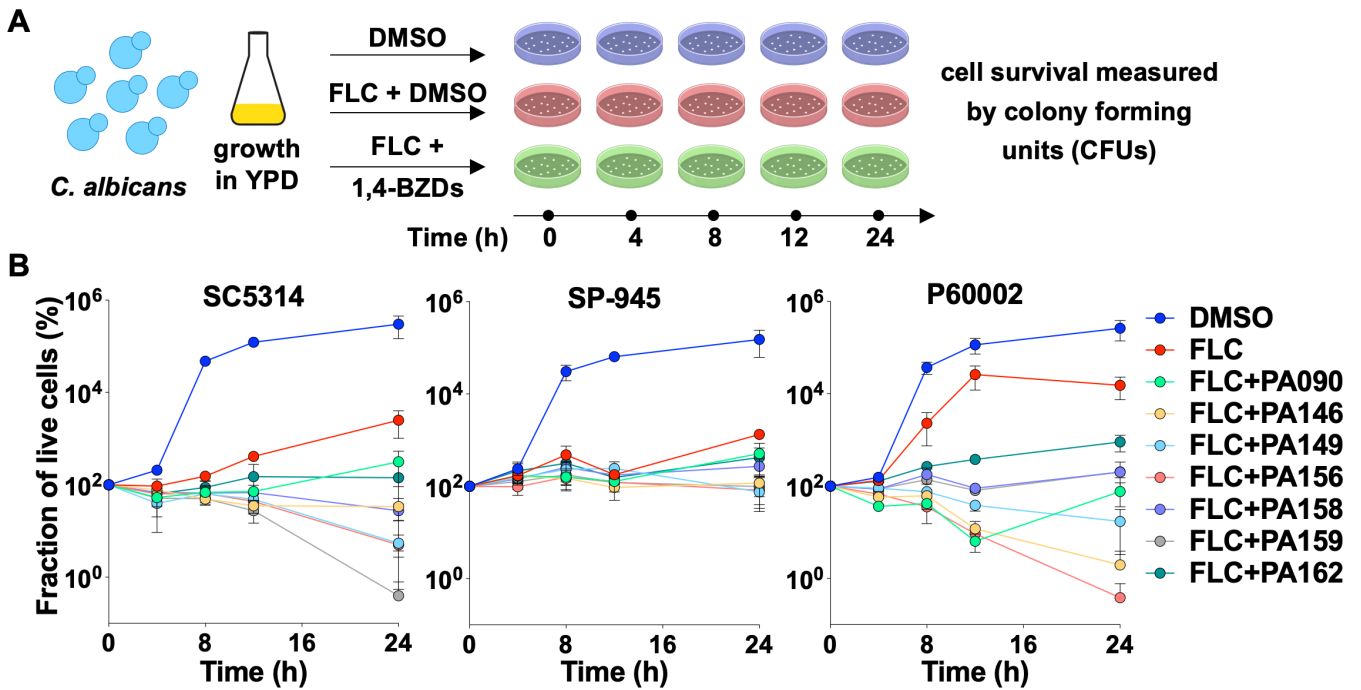 A
C. albicans
growth
in YPD
DMSO
FLC + DMSO
FLC +
1,4-BZDs
Time (h)
0 4 8 12 24
cell survival measured
by colony forming
units (CFUs)
B
Fraction of live cells (%)
SC5314
10⁶
10⁴
10²
10⁰
0 8 16 24
Time (h)
SP-945
10⁶
10⁴
10²
10⁰
0 8 16 24
Time (h)
P60002
10⁶
10⁴
10²
10⁰
0 8 16 24
Time (h)
DMSO
FLC
FLC+PA090
FLC+PA146
FLC+PA149
FLC+PA156
FLC+PA158
FLC+PA159
FLC+PA162